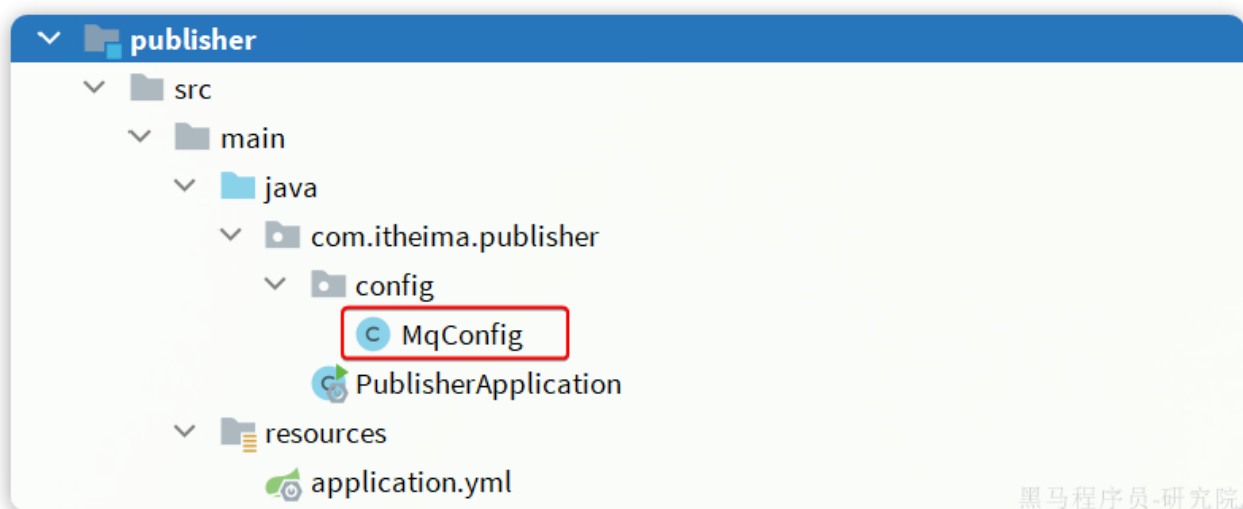 publisher
src
main
java
com.itheima.publisher
config
C MqConfig
PublisherApplication
resources
application.yml
黑马程序员-研究院